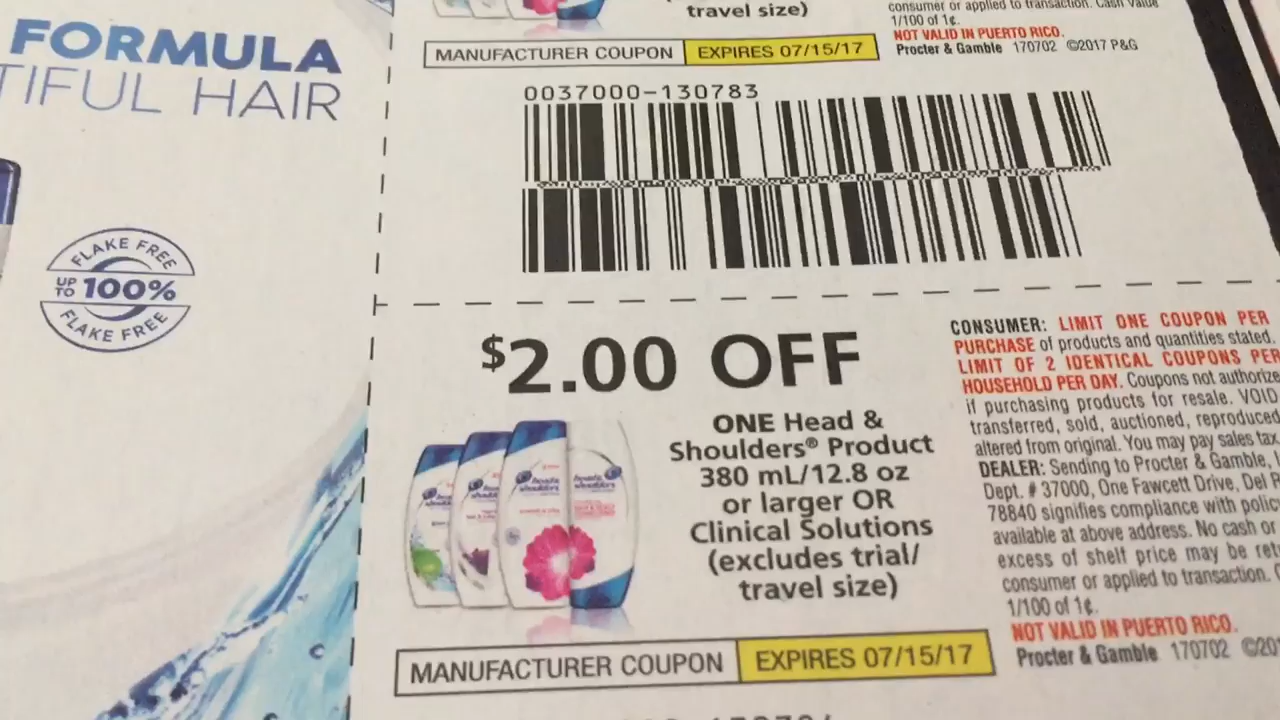 FORMULA
TIFUL HAIR
FLAKE FREE
UP TO 100%
FLAKE FREE
travel size)
consumer or applied to transaction. Cash value
1/100 of 1¢.
NOT VALID IN PUERTO RICO.
Procter & Gamble 170702 ©2017 P&G
MANUFACTURER COUPON EXPIRES 07/15/17
0037000-130783
$2.00 OFF
ONE Head &
Shoulders® Product
380 mL/12.8 oz
or larger OR
Clinical Solutions
(excludes trial/
travel size)
head &
shoulders
head &
shoulders
CONSUMER: LIMIT ONE COUPON PER
PURCHASE of products and quantities stated.
LIMIT OF 2 IDENTICAL COUPONS PER
HOUSEHOLD PER DAY. Coupons not authorize
if purchasing products for resale. VOID
transferred, sold, auctioned, reproduced
altered from original. You may pay sales tax
DEALER: Sending to Procter & Gamble,
Dept. # 37000, One Fawcett Drive, Del
78840 signifies compliance with polic
available at above address. No cash or
excess of shelf price may be ret
consumer or applied to transaction.
1/100 of 1¢.
NOT VALID IN PUERTO RICO.
Procter & Gamble 170702 ©20
MANUFACTURER COUPON EXPIRES 07/15/17